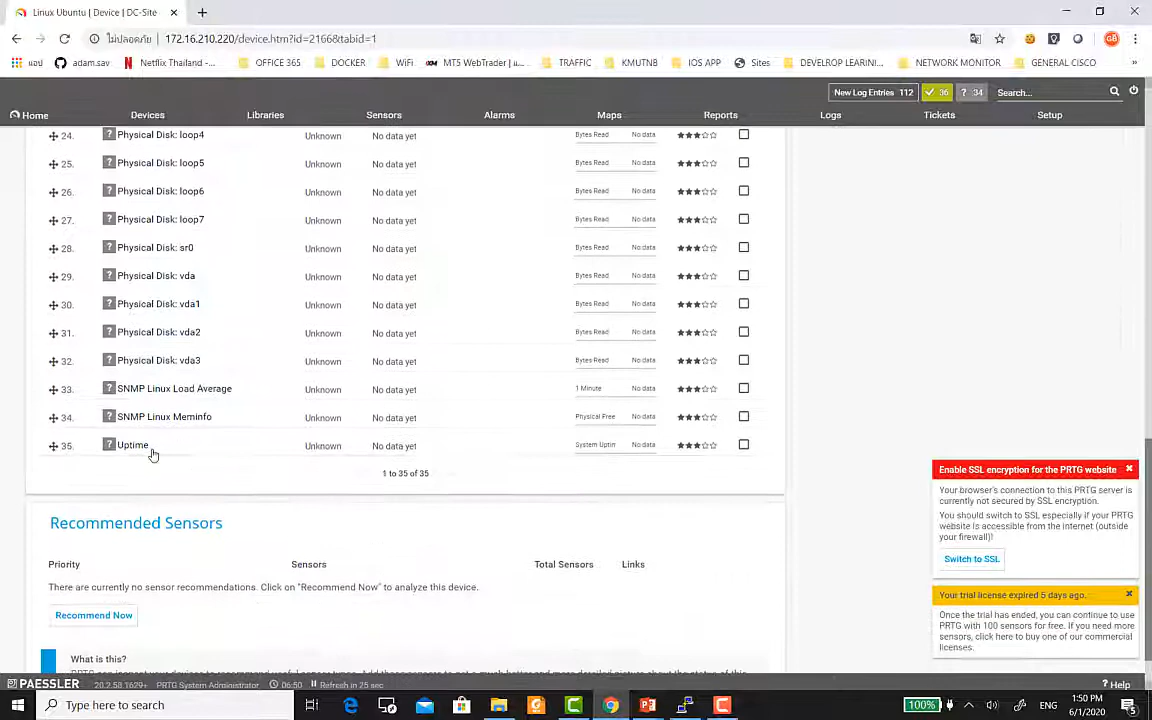 Linux Ubuntu | Device | DC-Site
ไม่ปลอดภัย 172.16.210.220/device.htm?id=2166&tabid=1
แอป adam.sav Netflix Thailand -... OFFICE 365 DOCKER WiFi MT5 WebTrader |... TRAFFIC KMUTNB IOS APP Sites DEVELROP LEARINI... NETWORK MONITOR GENERAL CISCO
New Log Entries 112 36 ? 34 Search...
Home Devices Libraries Sensors Alarms Maps Reports Logs Tickets Setup
24. ? Physical Disk: loop4 Unknown No data yet Bytes Read No data
25. ? Physical Disk: loop5 Unknown No data yet Bytes Read No data
26. ? Physical Disk: loop6 Unknown No data yet Bytes Read No data
27. ? Physical Disk: loop7 Unknown No data yet Bytes Read No data
28. ? Physical Disk: sr0 Unknown No data yet Bytes Read No data
29. ? Physical Disk: vda Unknown No data yet Bytes Read No data
30. ? Physical Disk: vda1 Unknown No data yet Bytes Read No data
31. ? Physical Disk: vda2 Unknown No data yet Bytes Read No data
32. ? Physical Disk: vda3 Unknown No data yet Bytes Read No data
33. ? SNMP Linux Load Average Unknown No data yet 1 Minute No data
34. ? SNMP Linux Meminfo Unknown No data yet Physical Free No data
35. ? Uptime Unknown No data yet System Uptim No data
1 to 35 of 35
Recommended Sensors
Priority Sensors Total Sensors Links
There are currently no sensor recommendations. Click on "Recommend Now" to analyze this device.
Recommend Now
What is this?
Enable SSL encryption for the PRTG website
Your browser's connection to this PRTG server is
currently not secured by SSL encryption.
You should switch to SSL especially if your PRTG
website is accessible from the internet (outside
your firewall)!
Switch to SSL
Your trial license expired 5 days ago.
Once the trial has ended, you can continue to use
PRTG with 100 sensors for free. If you need more
sensors, click here to buy one of our commercial
licenses.
PAESSLER 20.2.58.1629+ PRTG System Administrator 06:50 Refresh in 25 sec ? Help
Type here to search
100% ENG 1:50 PM
6/1/2020 5